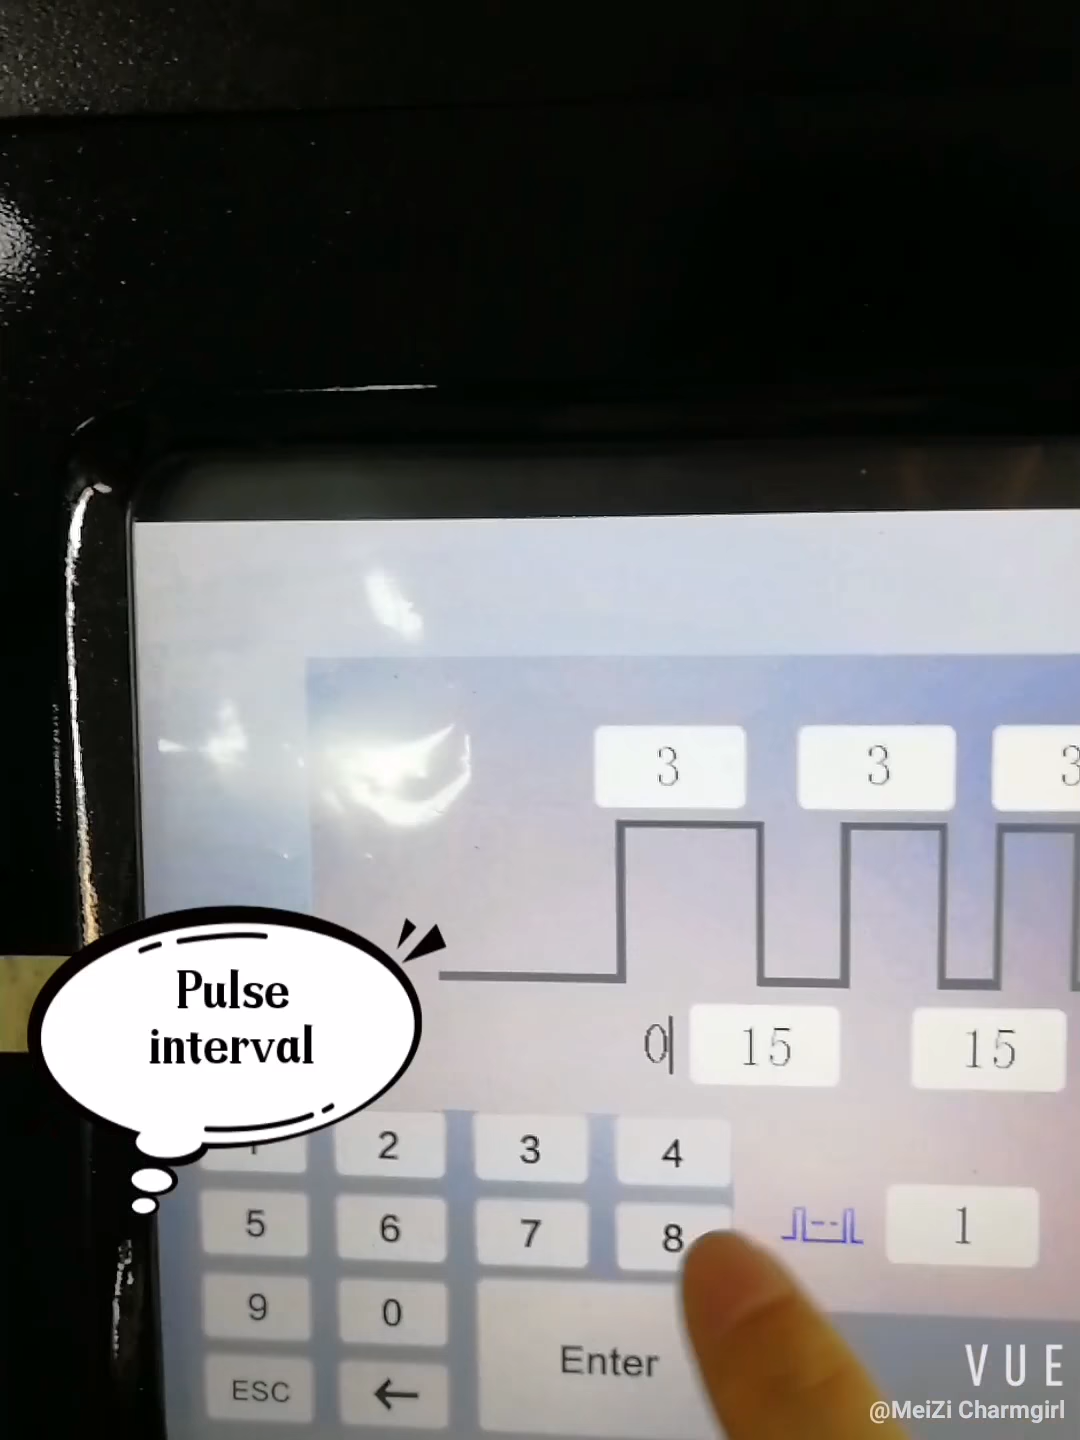 3 3 3
Pulse
interval
0 15 15
2 3 4
5 6 7 8
1
9 0
Enter
ESC ←
VUE
@MeiZi Charmgirl